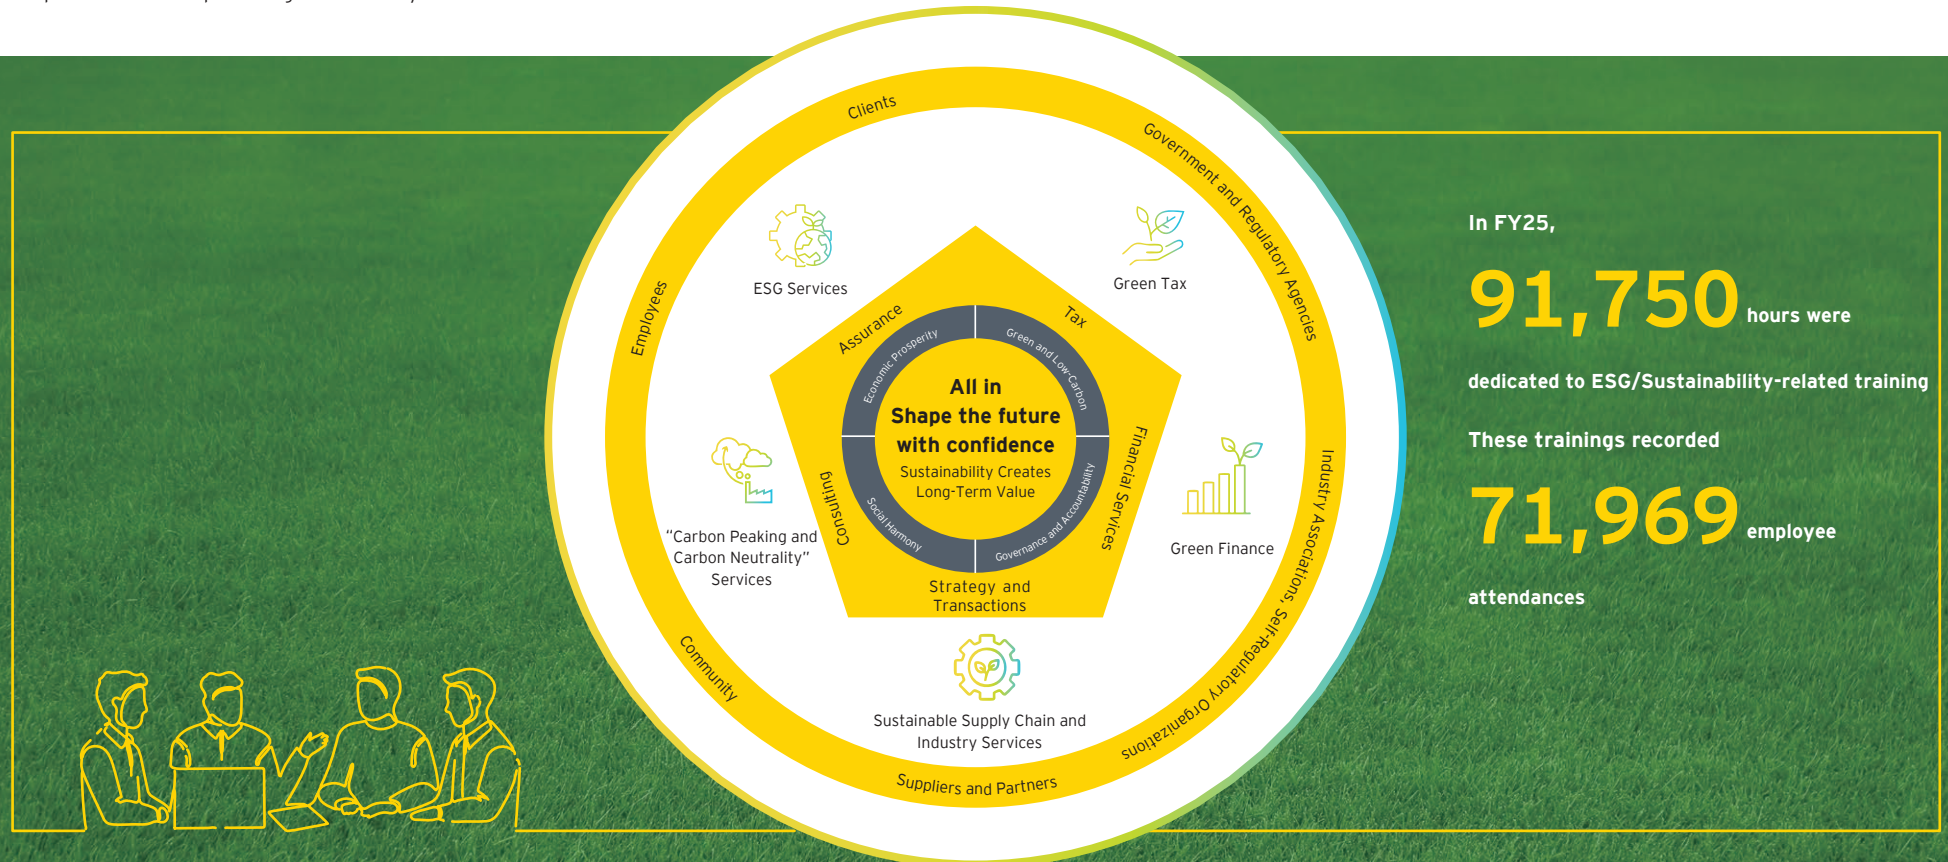 Clients
Government and Regulatory Agencies
Employees
Industry Associations, Self-Regulatory Organizations
Community
Suppliers and Partners
ESG Services
Green Tax
"Carbon Peaking and
Carbon Neutrality"
Services
Green Finance
Sustainable Supply Chain and
Industry Services
Assurance
Tax
Consulting
Financial Services
Strategy and
Transactions
Economic Prosperity
Green and Low-Carbon
Social Harmony
Governance and Accountability
All in
Shape the future
with confidence
Sustainability Creates
Long-Term Value
In FY25,
91,750 hours were
dedicated to ESG/Sustainability-related training
These trainings recorded
71,969 employee
attendances